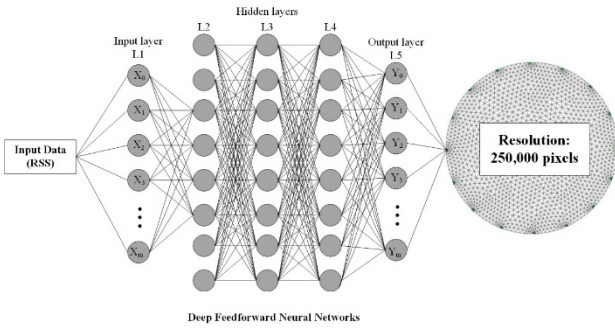 Hidden layers
L2
L3
L4
Input layer
L1
Output layer
L5
X₀
X₁
X₂
X₃
Xₘ
Y₀
Y₁
Y₂
Yₘ
Input Data
(RSS)
Resolution:
250,000 pixels
Deep Feedforward Neural Networks